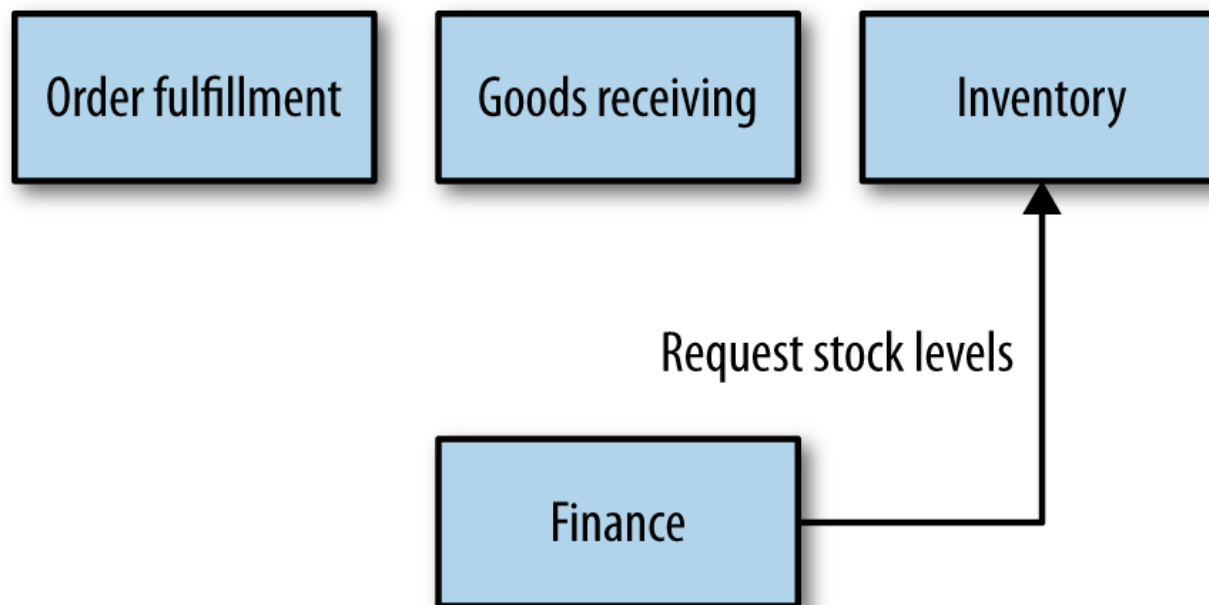 Order fulfillment
Goods receiving
Inventory
Request stock levels
Finance